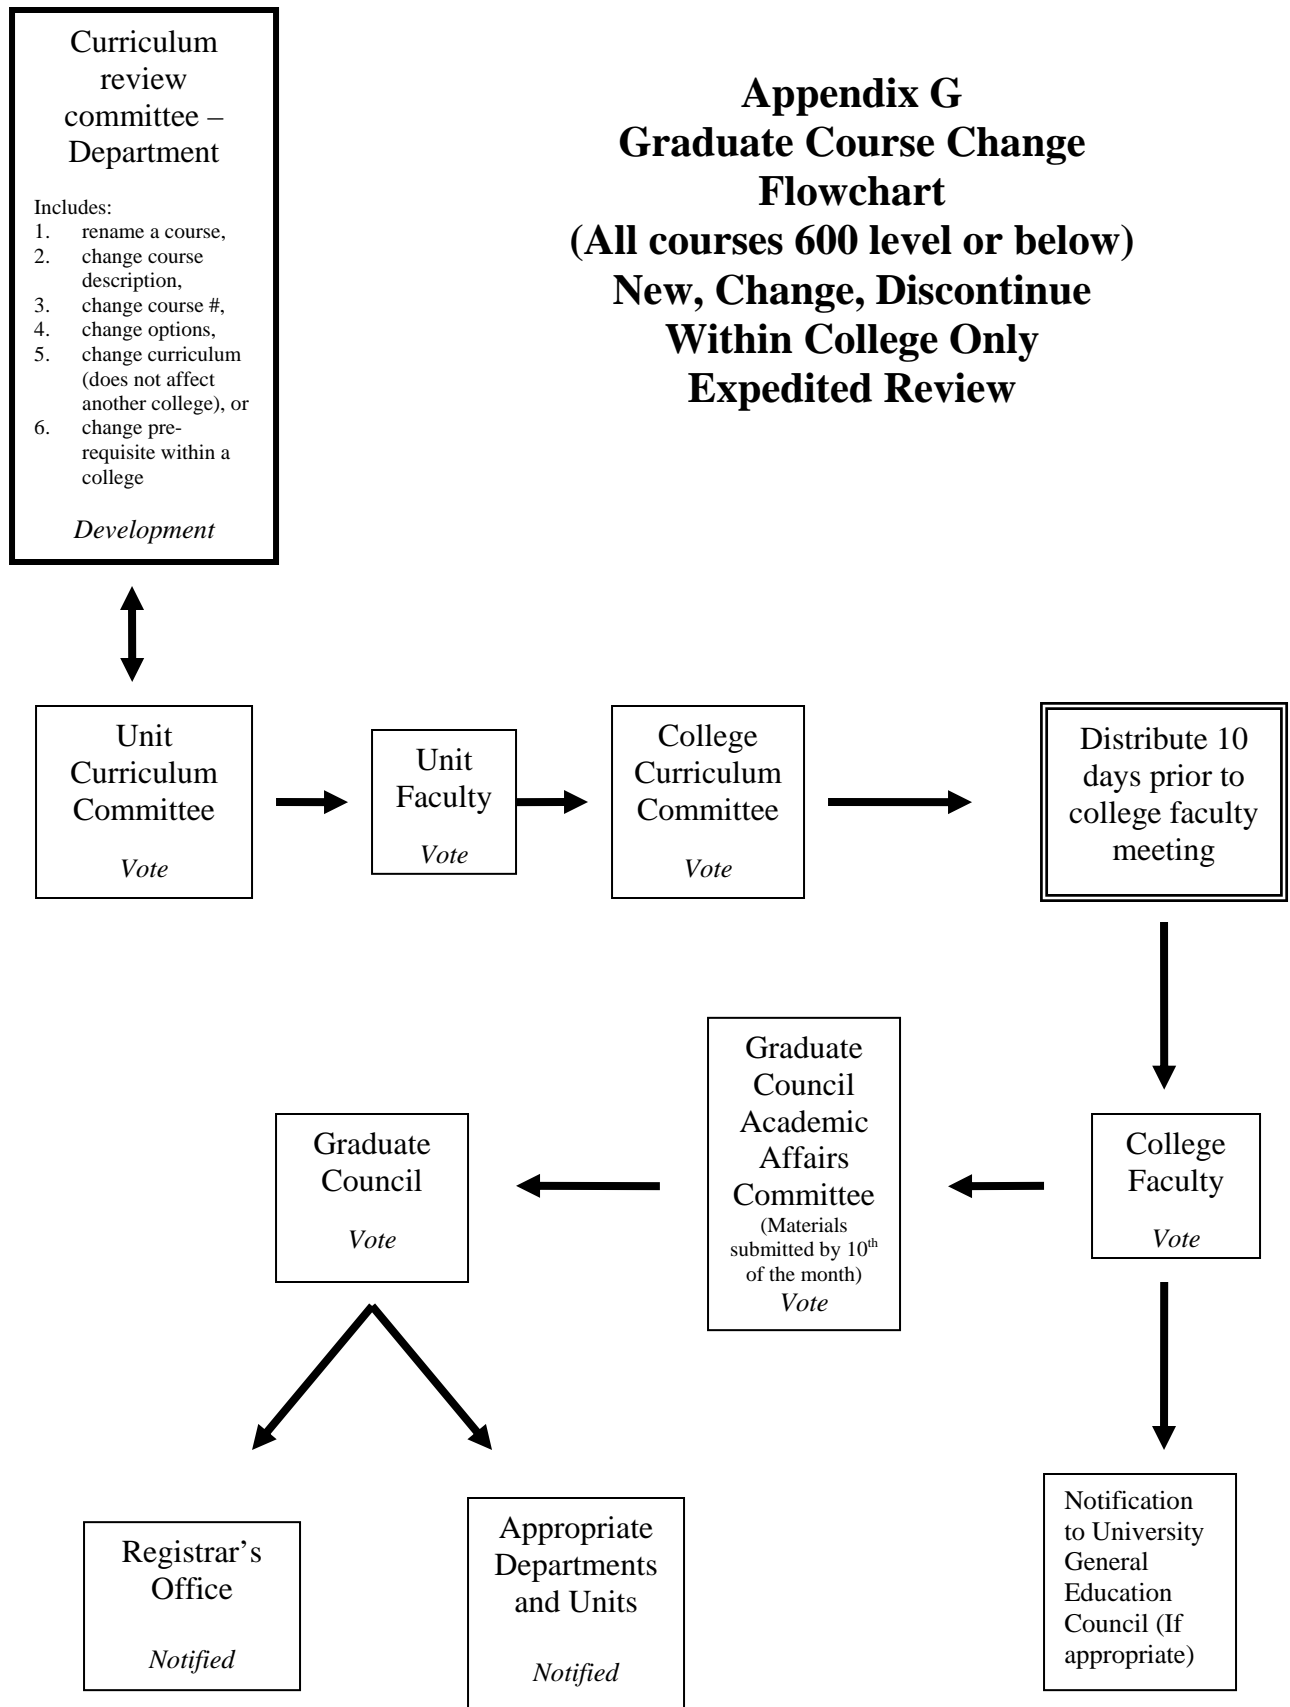 Curriculum
review
committee –
Department
Includes:
1. rename a course,
2. change course
description,
3. change course #,
4. change options,
5. change curriculum
(does not affect
another college), or
6. change pre-
requisite within a
college
Development
Appendix G
Graduate Course Change
Flowchart
(All courses 600 level or below)
New, Change, Discontinue
Within College Only
Expedited Review
Unit
Curriculum
Committee
Vote
Unit
Faculty
Vote
College
Curriculum
Committee
Vote
Distribute 10
days prior to
college faculty
meeting
College
Faculty
Vote
Graduate
Council
Academic
Affairs
Committee
(Materials
submitted by 10th
of the month)
Vote
Graduate
Council
Vote
Registrar’s
Office
Notified
Appropriate
Departments
and Units
Notified
Notification
to University
General
Education
Council (If
appropriate)